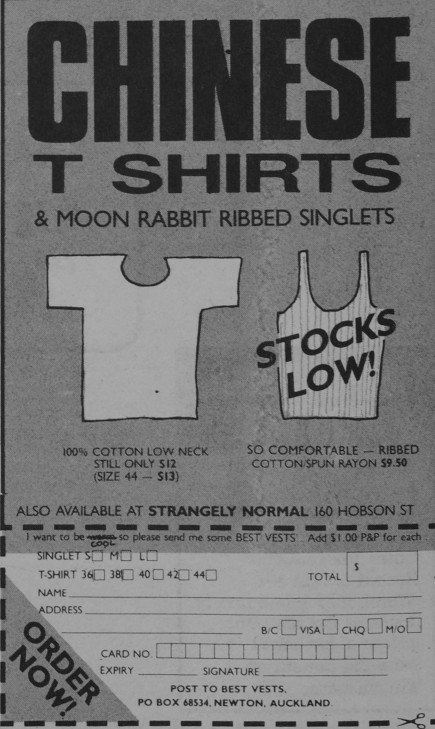 CHINESE
T SHIRTS
& MOON RABBIT RIBBED SINGLETS
STOCKS
LOW!
100% COTTON LOW NECK
STILL ONLY $12
(SIZE 44 — $13)
SO COMFORTABLE — RIBBED
COTTON/SPUN RAYON $9.50
ALSO AVAILABLE AT STRANGELY NORMAL 160 HOBSON ST
I want to be warm COOL so please send me some BEST VESTS. Add $1.00 P&P for each
SINGLET S M L
T-SHIRT 36 38 40 42 44 TOTAL $
NAME
ADDRESS
B/C VISA CHQ M/O
CARD NO.
EXPIRY SIGNATURE
ORDER
NOW!
POST TO BEST VESTS.
PO BOX 68534, NEWTON, AUCKLAND.